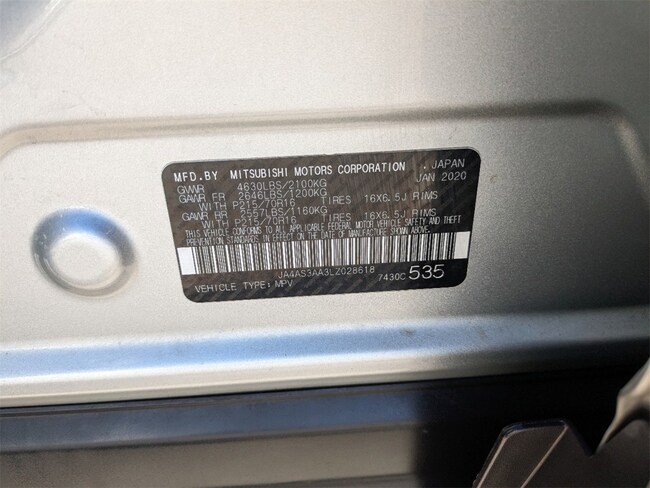 MFD.BY MITSUBISHI MOTORS CORPORATION . JAPAN
GVWR 4630LBS/2100KG JAN 2020
GAWR FR 2646LBS/1200KG
WITH P215/70R16 TIRES 16X6.5J RIMS
GAWR RR 2557LBS/1160KG
WITH P215/70R16 TIRES 16X6.5J RIMS
THIS VEHICLE CONFORMS TO ALL APPLICABLE FEDERAL MOTOR VEHICLE SAFETY AND THEFT
PREVENTION STANDARDS IN EFFECT ON THE DATE OF MANUFACTURE SHOWN ABOVE.
JA4AS3AA3LZ028618
VEHICLE TYPE: MPV 7430C 535